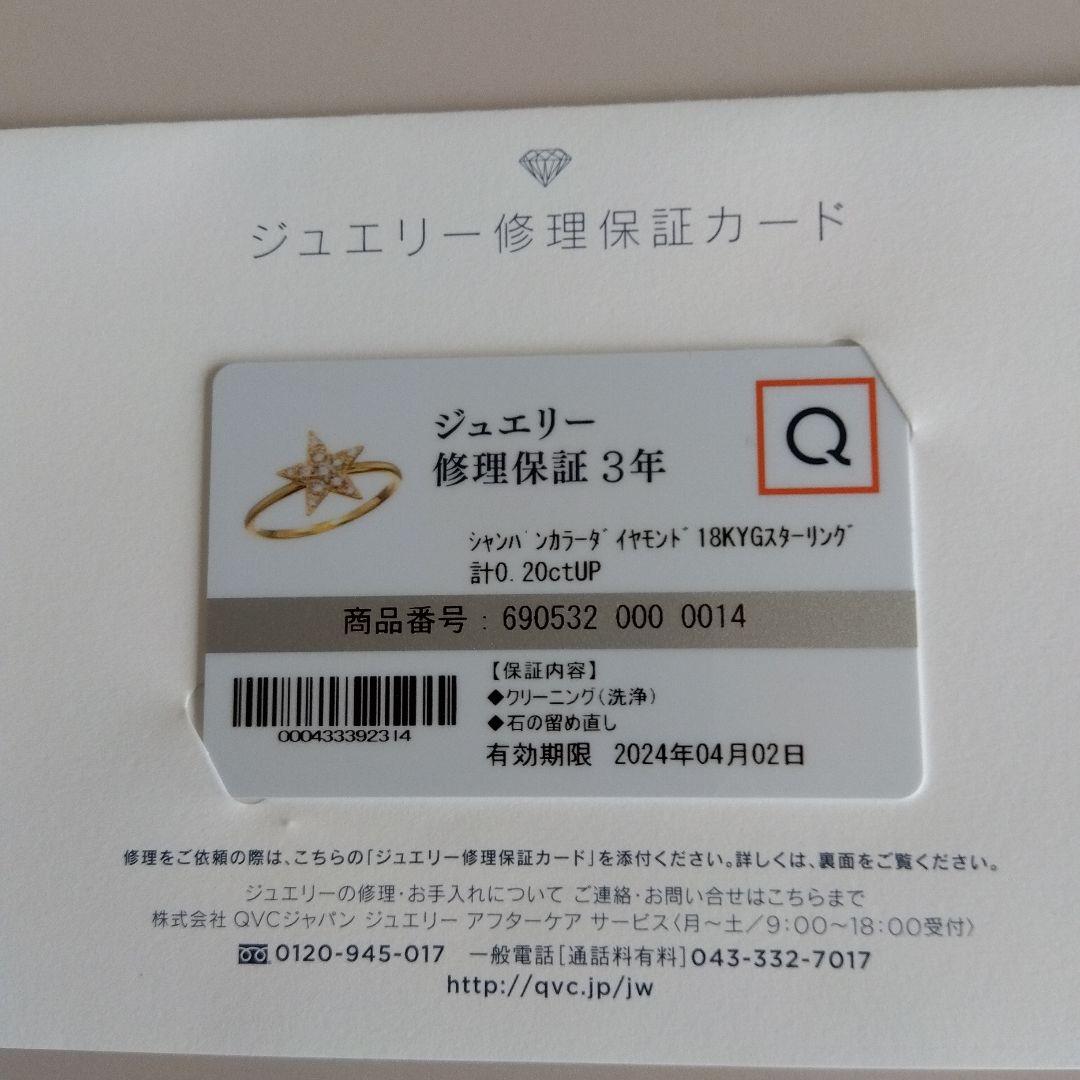 ジュエリー修理保証カード
ジュエリー
修理保証 3年
Q
シャンパンカラーダイヤモンド18KYGスターリング
計0.20ctUP
商品番号:690532 000 0014
000433392314
【保証内容】
◆クリーニング(洗浄)
◆石の留め直し
有効期限 2024年04月02日
修理をご依頼の際は、こちらの「ジュエリー修理保証カード」を添付ください。詳しくは、裏面をご覧ください。
ジュエリーの修理・お手入れについて ご連絡・お問い合せはこちらまで
株式会社 QVCジャパン ジュエリー アフターケア サービス〈月〜土/9:00〜18:00受付〉
0120-945-017 一般電話[通話料有料]043-332-7017
http://qvc.jp/jw